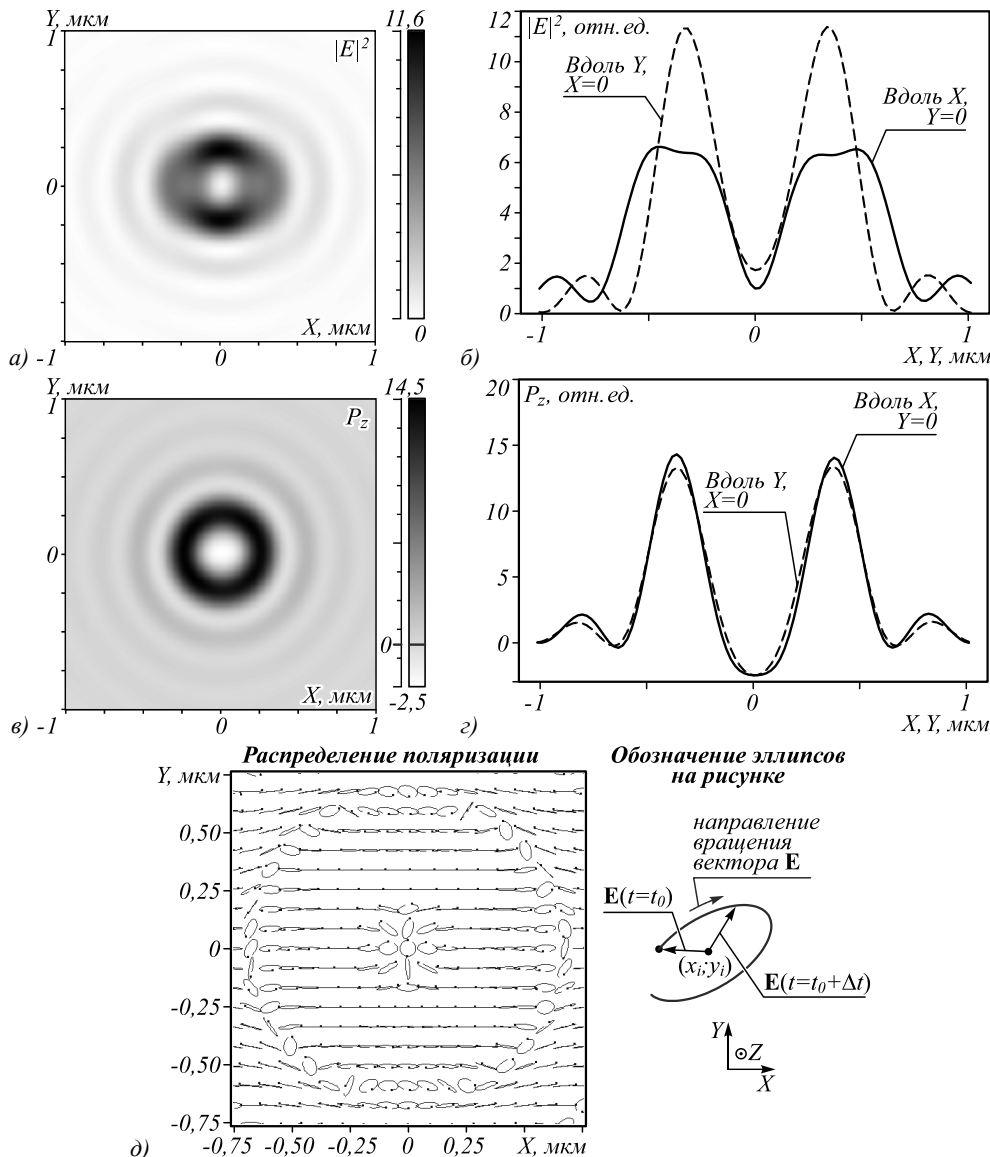 Y, мкм
11,6
1
|E|²
0
X, мкм
а) -1
0
1
0
12
|E|², отн. ед.
10
8
6
4
2
0
Вдоль Y,
X=0
Вдоль X,
Y=0
-1
0
1
б)
X, Y, мкм
Y, мкм
14,5
1
Pz
0
0
X, мкм
-2,5
в) -1
0
1
20
Pz, отн. ед.
15
10
5
0
Вдоль X,
Y=0
Вдоль Y,
X=0
-1
0
1
г)
X, Y, мкм
Распределение поляризации
Y, мкм
0,50
0,25
0
-0,25
-0,50
-0,75
д)
-0,75 -0,50 -0,25 0 0,25 X, мкм
Обозначение эллипсов
на рисунке
направление
вращения
вектора E
E(t=t₀)
(xᵢ;yᵢ)
E(t=t₀+Δt)
Y
Z
X